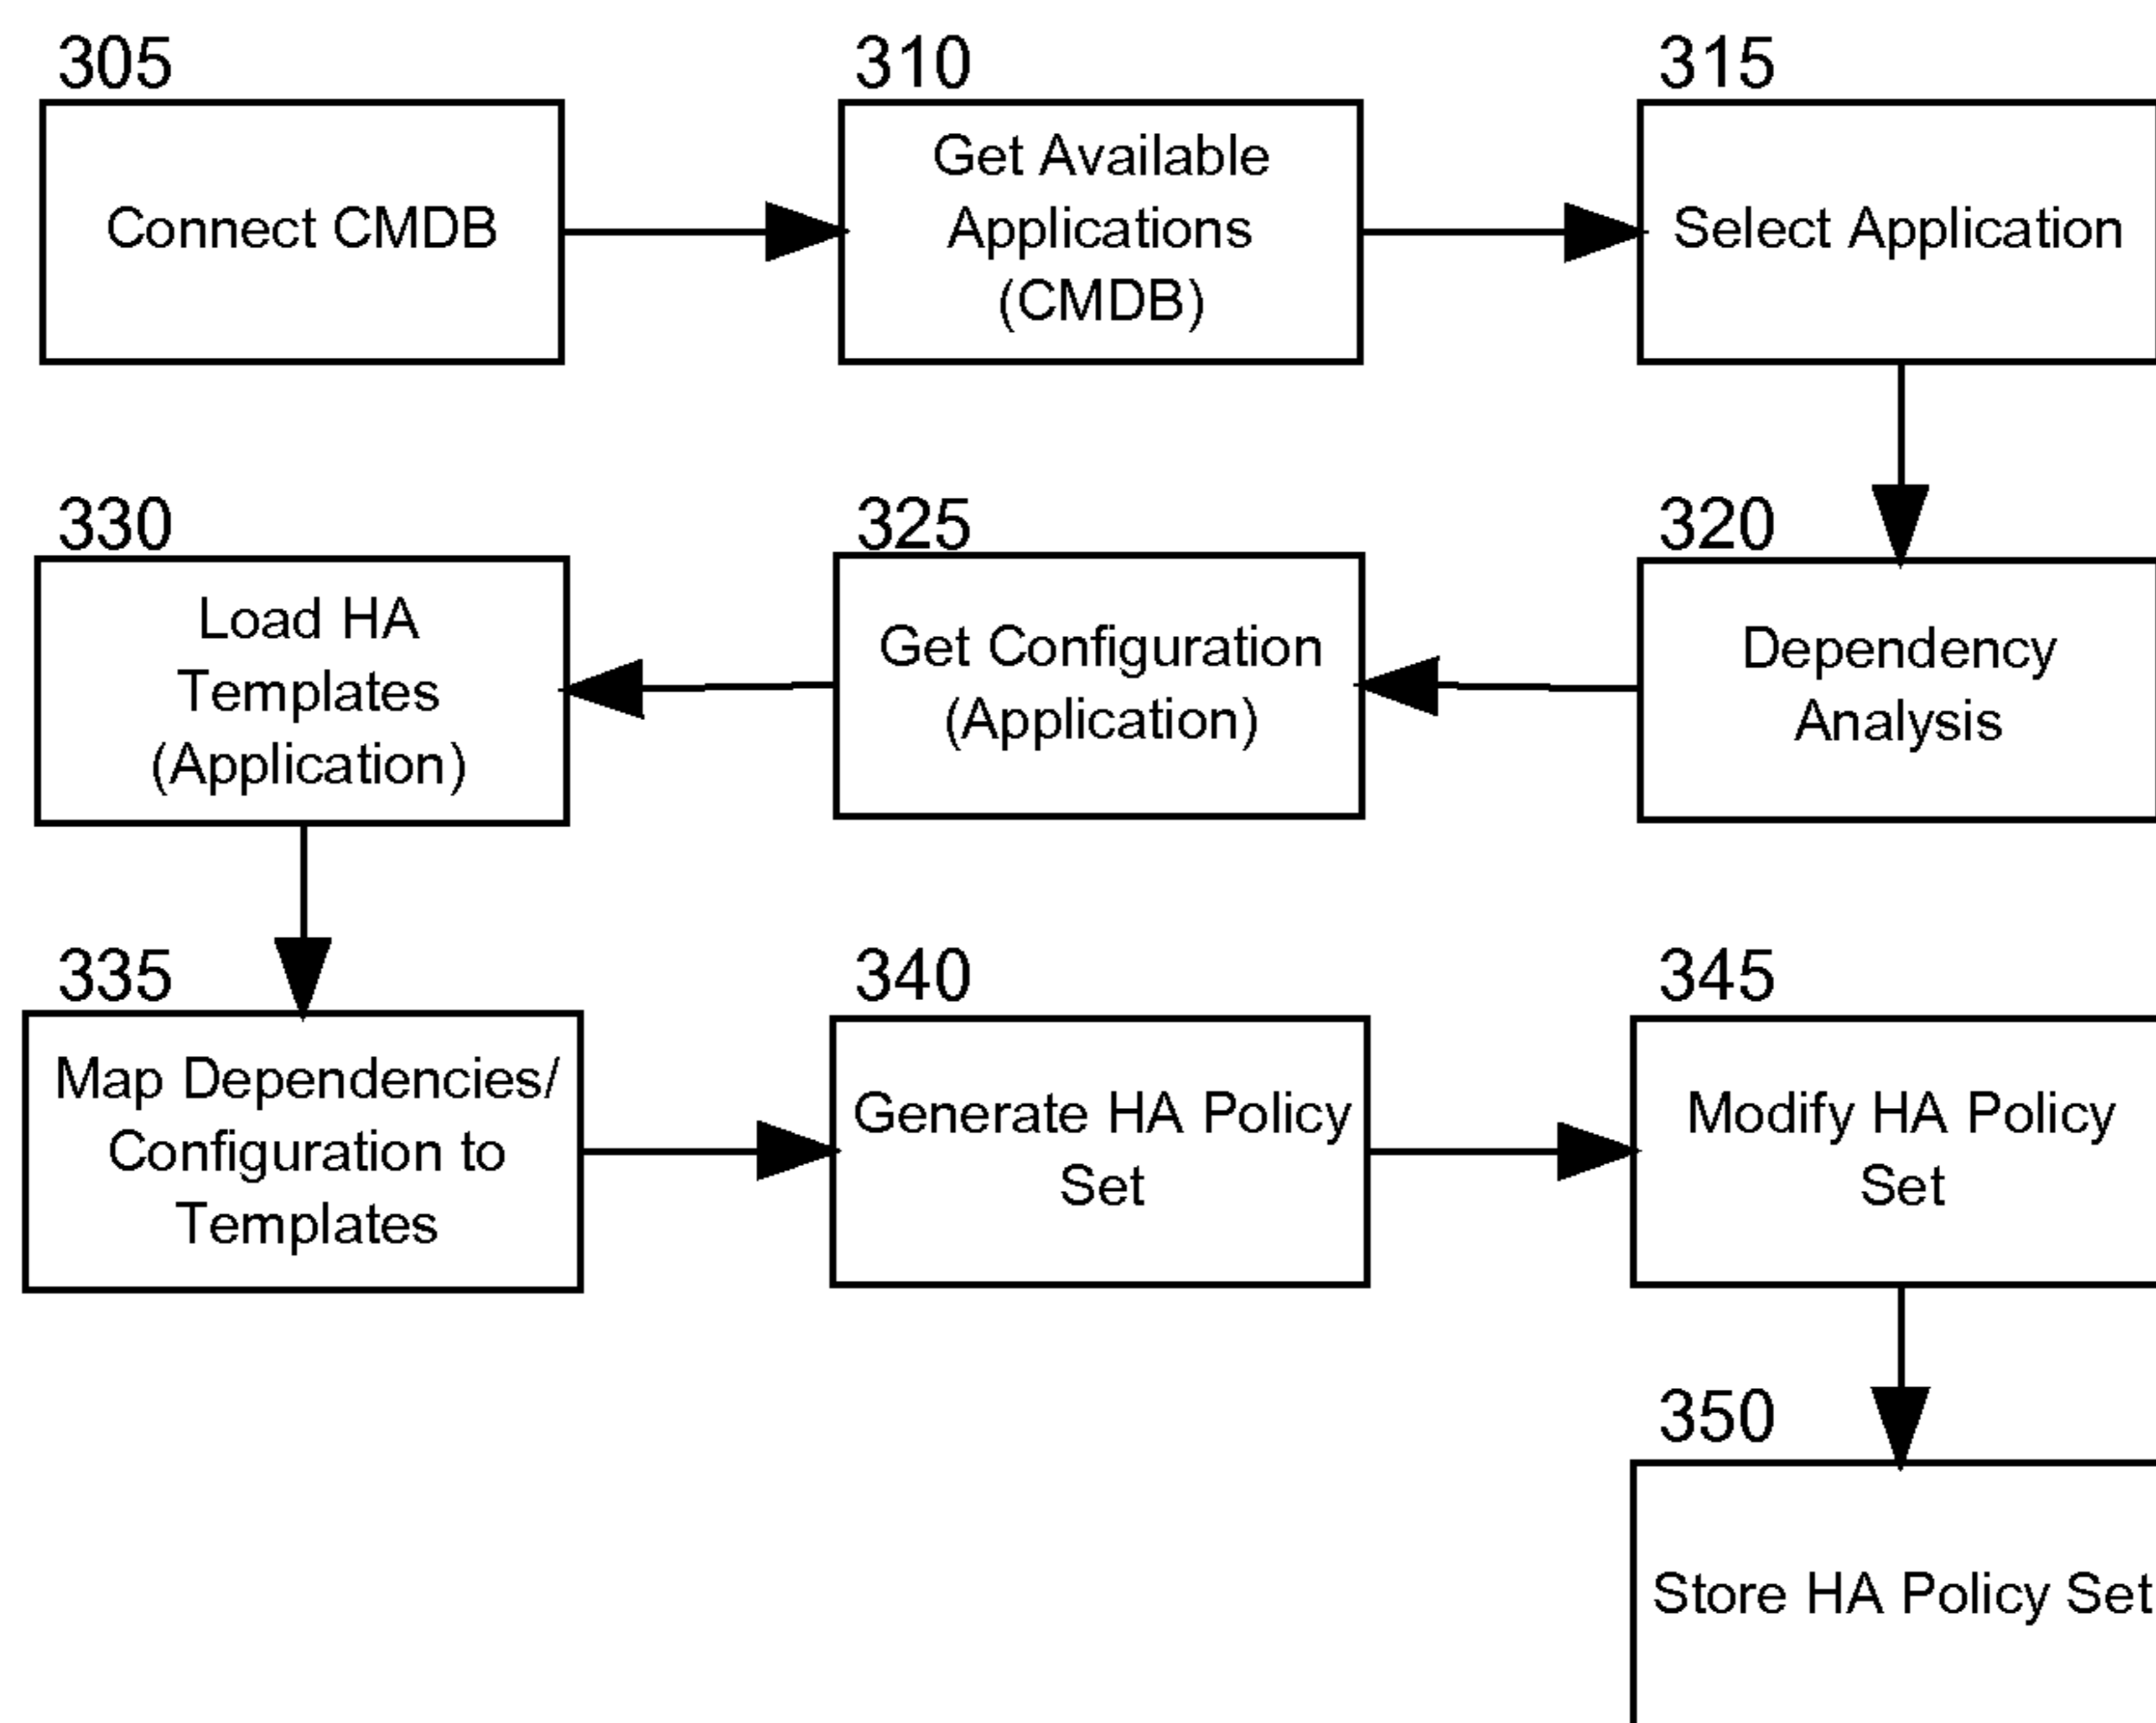 305
Connect CMDB
310
Get Available
Applications
(CMDB)
315
Select Application
320
Dependency
Analysis
325
Get Configuration
(Application)
330
Load HA
Templates
(Application)
335
Map Dependencies/
Configuration to
Templates
340
Generate HA Policy
Set
345
Modify HA Policy
Set
350
Store HA Policy Set